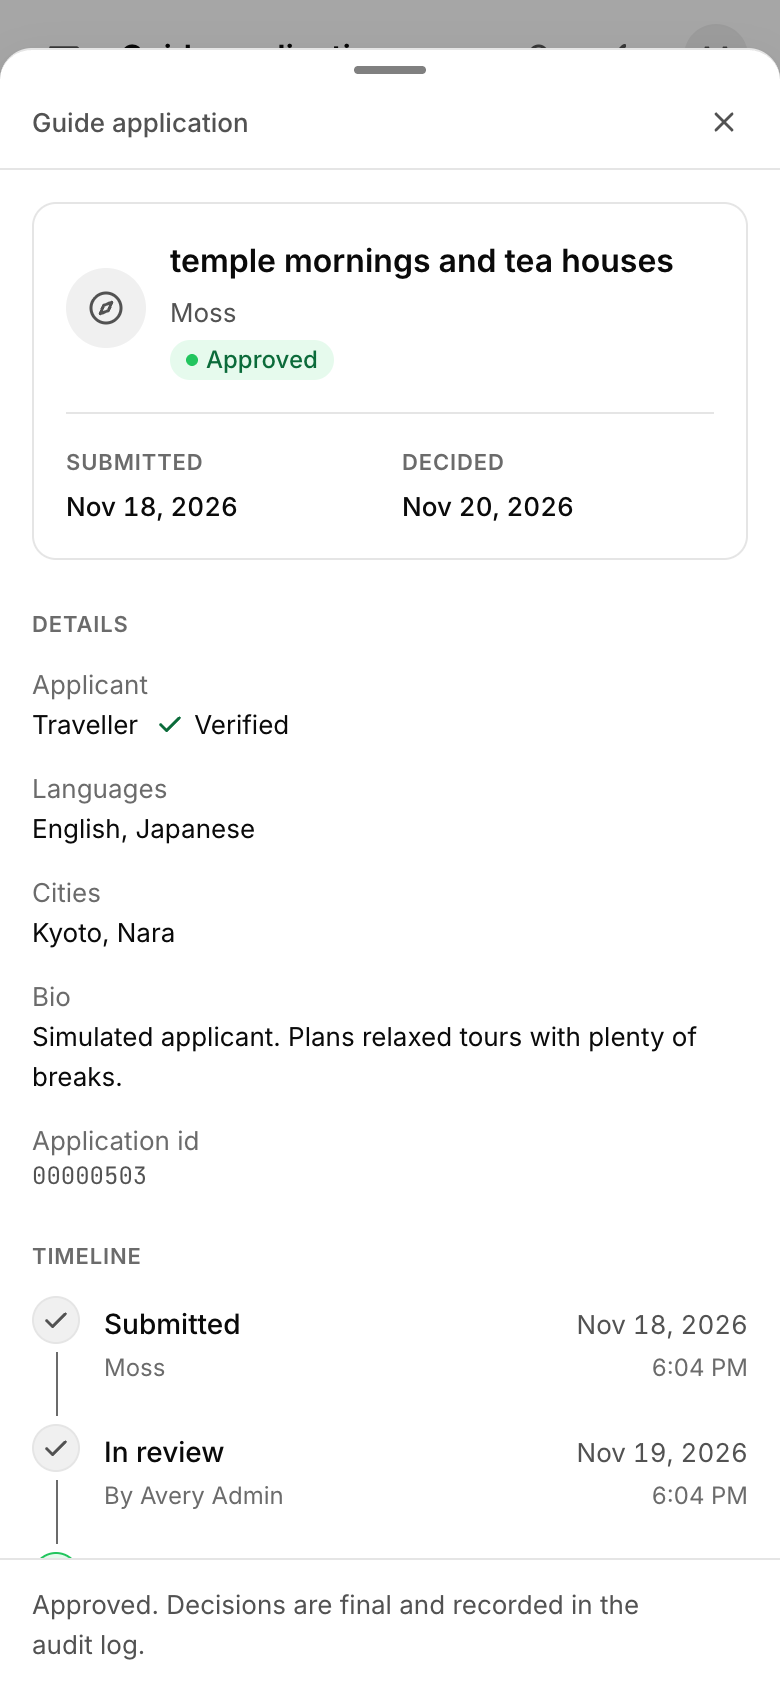 Guide application
temple mornings and tea houses
Moss
Approved
SUBMITTED
DECIDED
Nov 18, 2026
Nov 20, 2026
DETAILS
Applicant
Traveller Verified
Languages
English, Japanese
Cities
Kyoto, Nara
Bio
Simulated applicant. Plans relaxed tours with plenty of
breaks.
Application id
00000503
TIMELINE
Submitted
Nov 18, 2026
Moss
6:04 PM
In review
Nov 19, 2026
By Avery Admin
6:04 PM
Approved. Decisions are final and recorded in the
audit log.